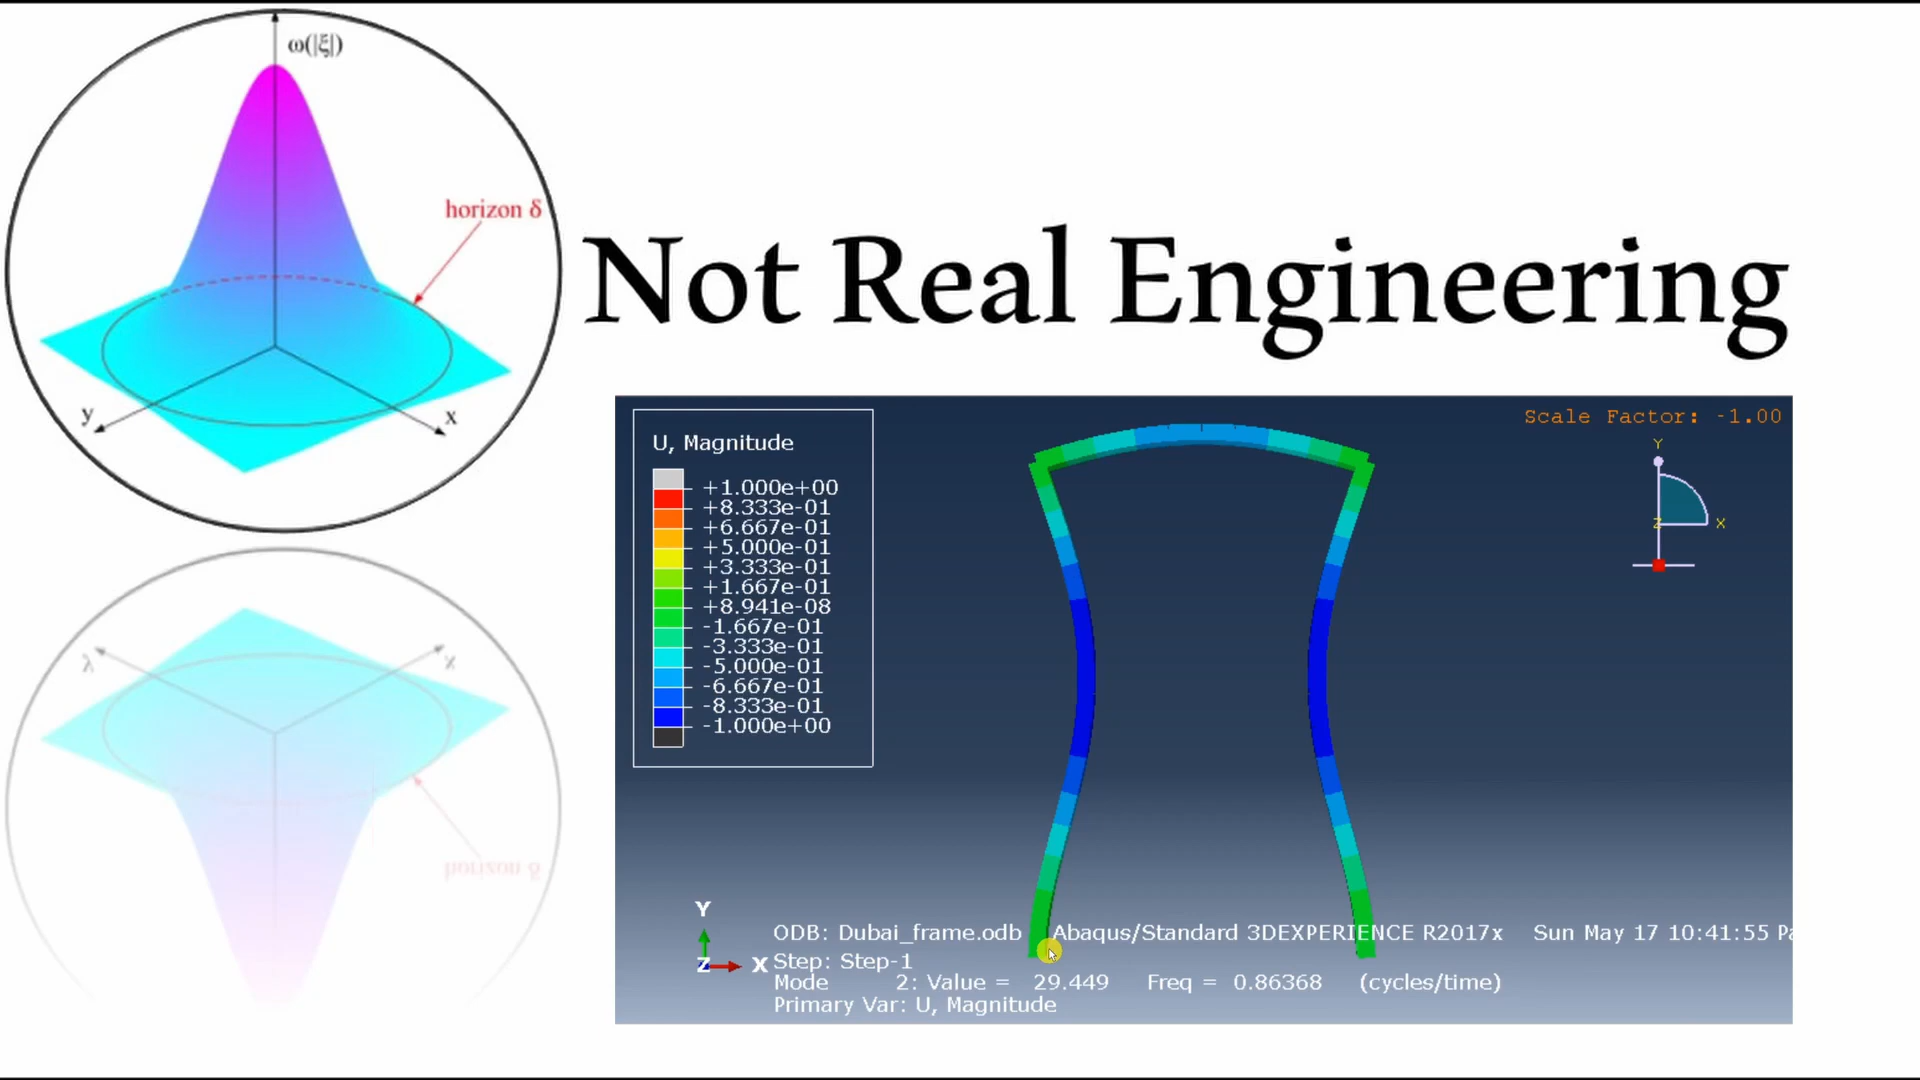 ω(|ξ|)
horizon δ
y
x
Not Real Engineering
Scale Factor: -1.00
U, Magnitude
+1.000e+00
+8.333e-01
+6.667e-01
+5.000e-01
+3.333e-01
+1.667e-01
+8.941e-08
-1.667e-01
-3.333e-01
-5.000e-01
-6.667e-01
-8.333e-01
-1.000e+00
Y
Z
X
Y
Z
X
ODB: Dubai_frame.odb Abaqus/Standard 3DEXPERIENCE R2017x Sun May 17 10:41:55
Step: Step-1
Mode 2: Value = 29.449 Freq = 0.86368 (cycles/time)
Primary Var: U, Magnitude